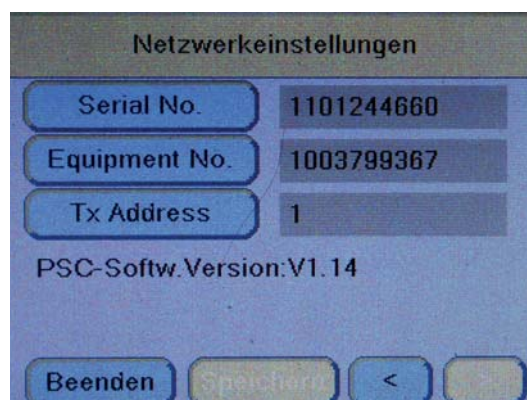 Netzwerkeinstellungen
Serial No. 1101244660
Equipment No. 1003799367
Tx Address 1
PSC-Softw.Version:V1.14
Beenden Speichern < >